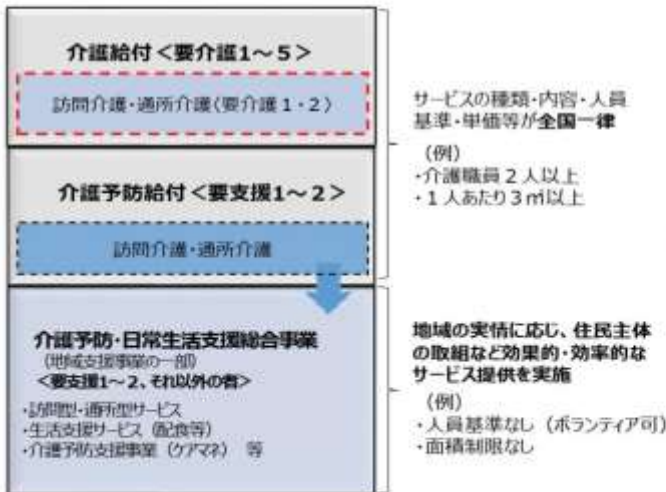 介護給付<要介護1~5>
訪問介護・通所介護(要介護1・2)
介護予防給付<要支援1~2>
訪問介護・通所介護
介護予防・日常生活支援総合事業
(地域支援事業の一部)
<要支援1~2、それ以外の者>
・訪問型・通所型サービス
・生活支援サービス(配食等)
・介護予防支援事業(ケアマネ) 等
サービスの種類・内容・人員
基準・単価等が全国一律
(例)
・介護職員2人以上
・1人あたり3㎡以上
地域の実情に応じ、住民主体
の取組など効果的・効率的な
サービス提供を実施
(例)
・人員基準なし(ボランティア可)
・面積制限なし